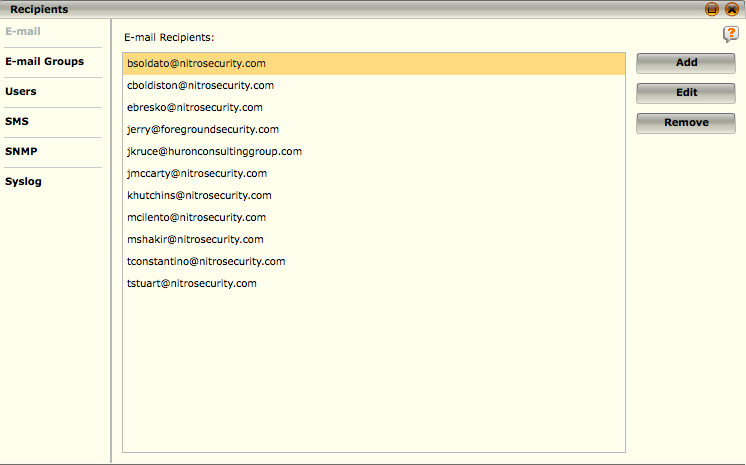 Recipients
E-mail
E-mail Groups
Users
SMS
SNMP
Syslog
E-mail Recipients:
bsoldato@nitrosecurity.com
cboldiston@nitrosecurity.com
ebresko@nitrosecurity.com
jerry@foregroundsecurity.com
jkruce@huronconsultinggroup.com
jmccarty@nitrosecurity.com
khutchins@nitrosecurity.com
mcilento@nitrosecurity.com
mshakir@nitrosecurity.com
tconstantino@nitrosecurity.com
tstuart@nitrosecurity.com
?
Add
Edit
Remove